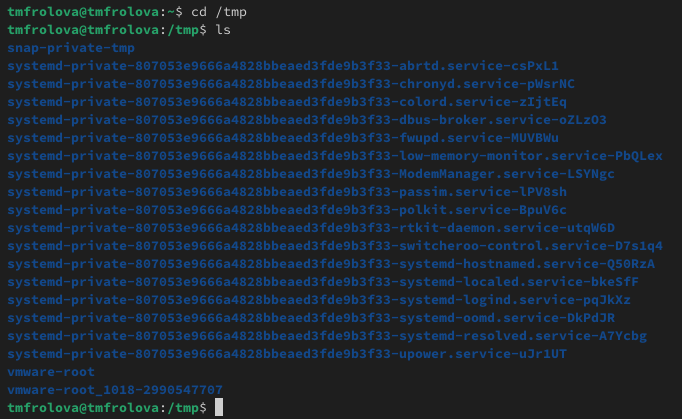 tmfrolova@tmfrolova:~$ cd /tmp
tmfrolova@tmfrolova:/tmp$ ls
snap-private-tmp
systemd-private-807053e9666a4828bbeaed3fde9b3f33-abrtd.service-csPxL1
systemd-private-807053e9666a4828bbeaed3fde9b3f33-chronyd.service-pWsrNC
systemd-private-807053e9666a4828bbeaed3fde9b3f33-colord.service-zIjtEq
systemd-private-807053e9666a4828bbeaed3fde9b3f33-dbus-broker.service-oZLzO3
systemd-private-807053e9666a4828bbeaed3fde9b3f33-fwupd.service-MUVBWu
systemd-private-807053e9666a4828bbeaed3fde9b3f33-low-memory-monitor.service-PbQLex
systemd-private-807053e9666a4828bbeaed3fde9b3f33-ModemManager.service-LSYNgc
systemd-private-807053e9666a4828bbeaed3fde9b3f33-passim.service-lPV8sh
systemd-private-807053e9666a4828bbeaed3fde9b3f33-polkit.service-BpuV6c
systemd-private-807053e9666a4828bbeaed3fde9b3f33-rtkit-daemon.service-utqW6D
systemd-private-807053e9666a4828bbeaed3fde9b3f33-switcheroo-control.service-D7s1q4
systemd-private-807053e9666a4828bbeaed3fde9b3f33-systemd-hostnamed.service-Q50RzA
systemd-private-807053e9666a4828bbeaed3fde9b3f33-systemd-localed.service-bkeSfF
systemd-private-807053e9666a4828bbeaed3fde9b3f33-systemd-logind.service-pqJkXz
systemd-private-807053e9666a4828bbeaed3fde9b3f33-systemd-oomd.service-DkPdJR
systemd-private-807053e9666a4828bbeaed3fde9b3f33-systemd-resolved.service-A7Ycbg
systemd-private-807053e9666a4828bbeaed3fde9b3f33-upower.service-uJr1UT
vmware-root
vmware-root_1018-2990547707
tmfrolova@tmfrolova:/tmp$